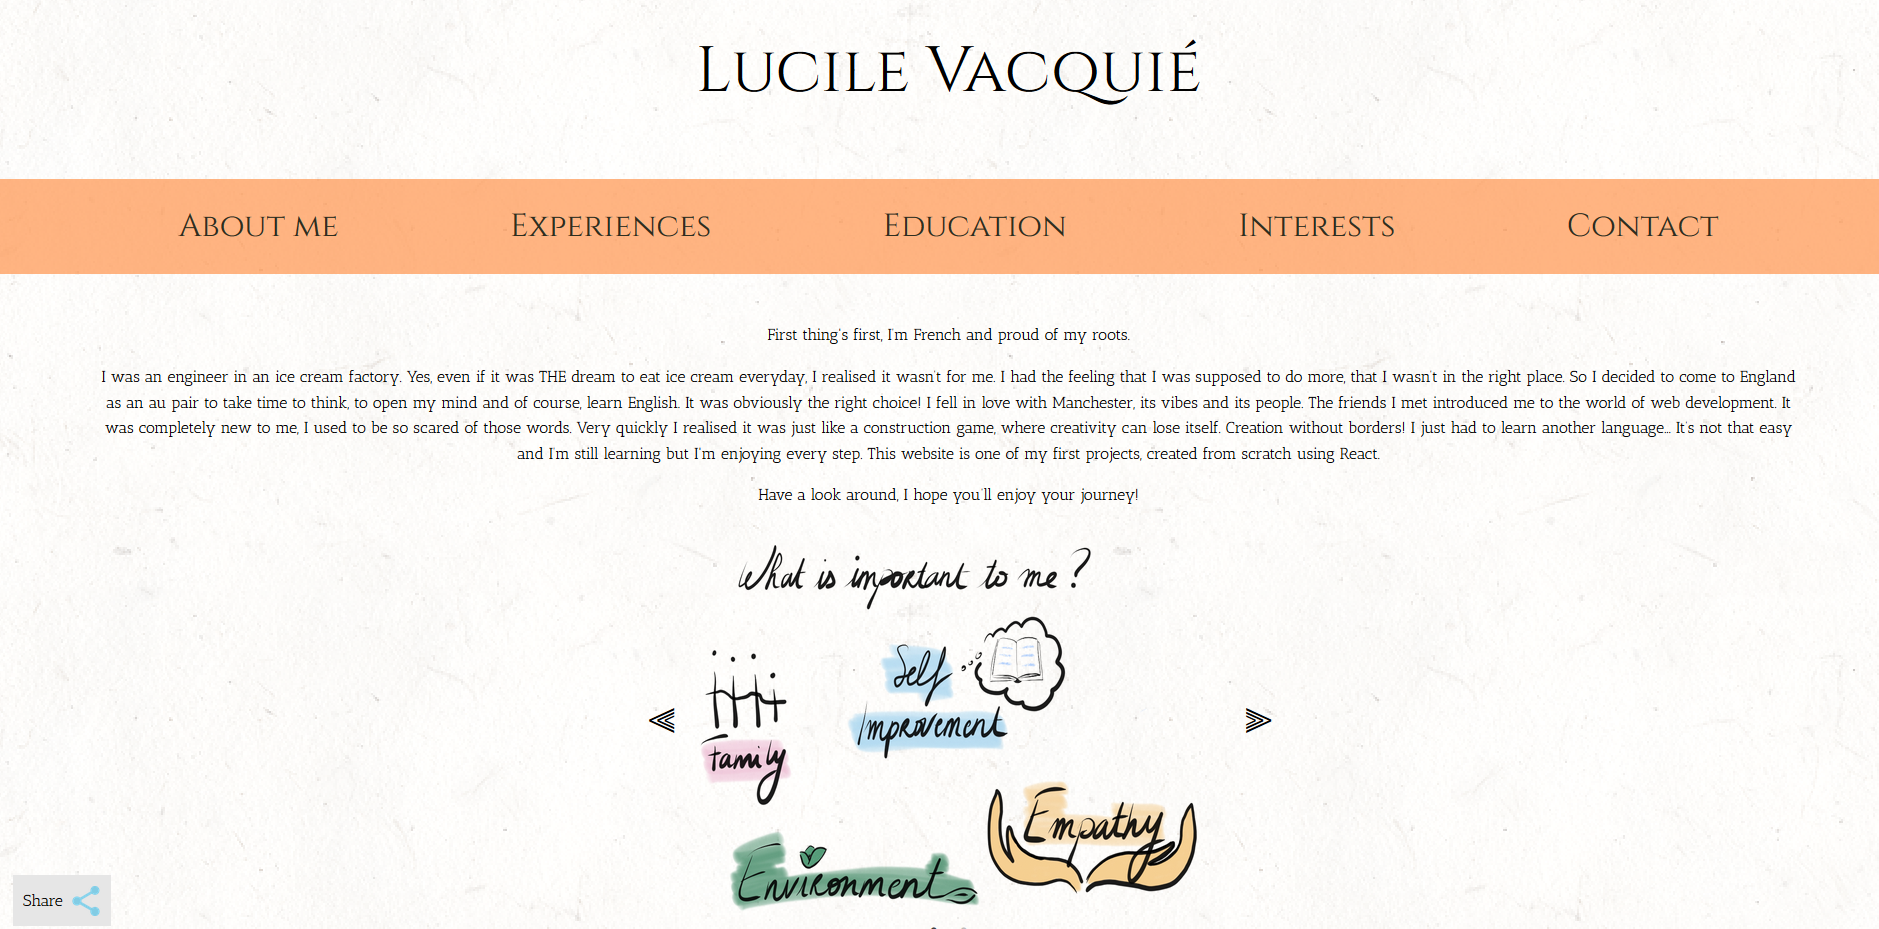 Lucile Vacquié
About me Experiences Education Interests Contact
First thing's first, I'm French and proud of my roots.
I was an engineer in an ice cream factory. Yes, even if it was THE dream to eat ice cream everyday, I realised it wasn't for me. I had the feeling that I was supposed to do more, that I wasn't in the right place. So I decided to come to England
as an au pair to take time to think, to open my mind and of course, learn English. It was obviously the right choice! I fell in love with Manchester, its vibes and its people. The friends I met introduced me to the world of web development. It
was completely new to me, I used to be so scared of those words. Very quickly I realised it was just like a construction game, where creativity can lose itself. Creation without borders! I just had to learn another language... It's not that easy
and I'm still learning but I'm enjoying every step. This website is one of my first projects, created from scratch using React.
Have a look around, I hope you'll enjoy your journey!
What is important to me ?
Self
Improvement
Family
Empathy
Environment
Share